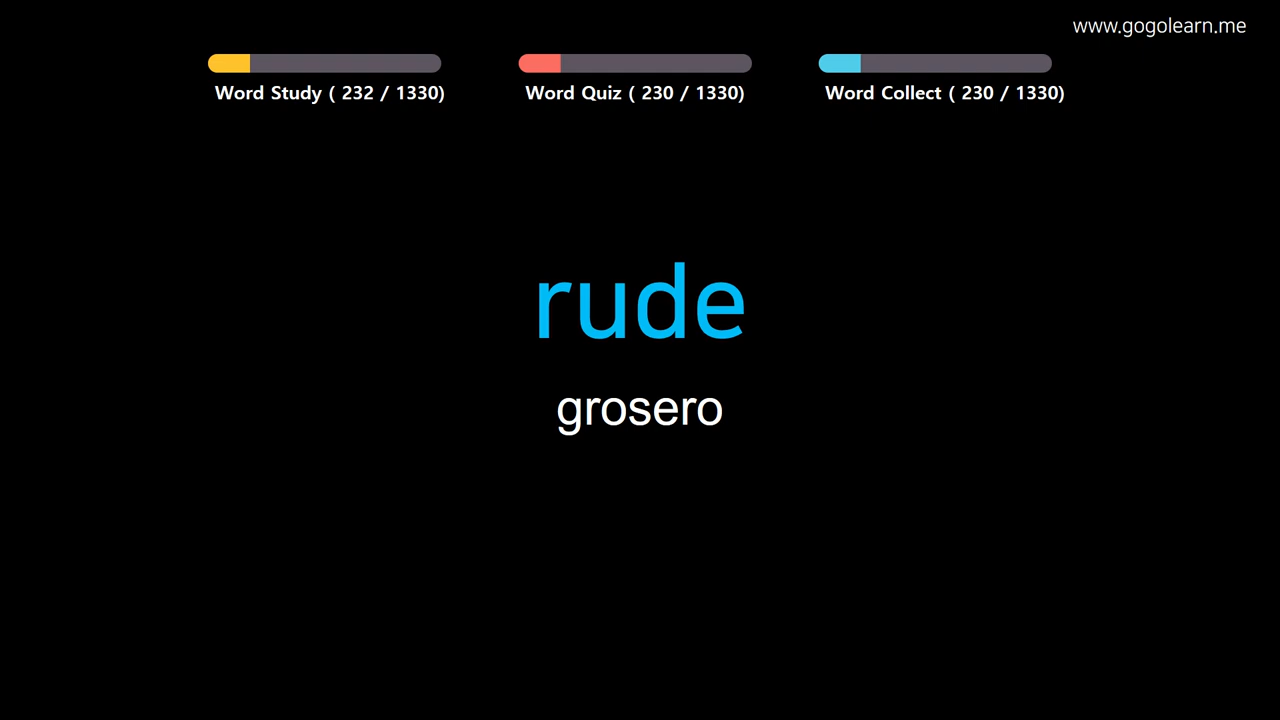 www.gogolearn.me
Word Study ( 232 / 1330)
Word Quiz ( 230 / 1330)
Word Collect ( 230 / 1330)
rude
grosero